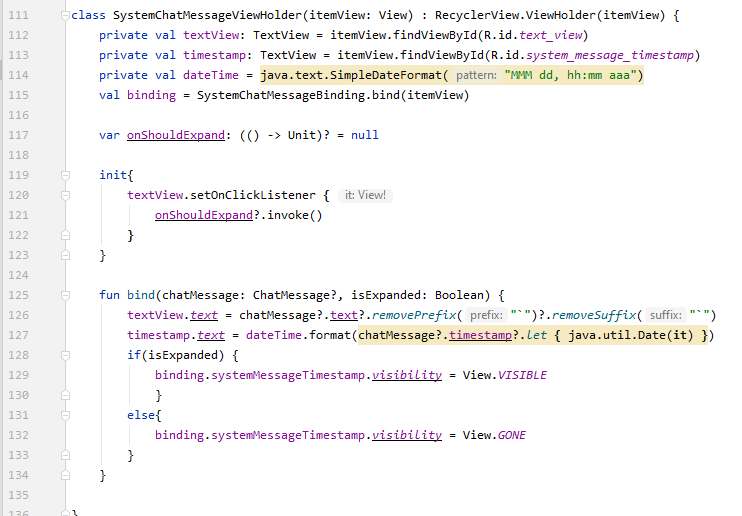 111 class SystemChatMessageViewHolder(itemView: View) : RecyclerView.ViewHolder(itemView) {
112     private val textView: TextView = itemView.findViewById(R.id.text_view)
113     private val timestamp: TextView = itemView.findViewById(R.id.system_message_timestamp)
114     private val dateTime = java.text.SimpleDateFormat( pattern: "MMM dd, hh:mm aaa")
115     val binding = SystemChatMessageBinding.bind(itemView)
116
117     var onShouldExpand: (() -> Unit)? = null
118
119     init{
120         textView.setOnClickListener { it: View!
121             onShouldExpand?.invoke()
122         }
123     }
124
125     fun bind(chatMessage: ChatMessage?, isExpanded: Boolean) {
126         textView.text = chatMessage?.text?.removePrefix( prefix: "`")?.removeSuffix( suffix: "`")
127         timestamp.text = dateTime.format(chatMessage?.timestamp?.let { java.util.Date(it) })
128         if(isExpanded) {
129             binding.systemMessageTimestamp.visibility = View.VISIBLE
130             }
131         else{
132             binding.systemMessageTimestamp.visibility = View.GONE
133         }
134     }
135
136 }